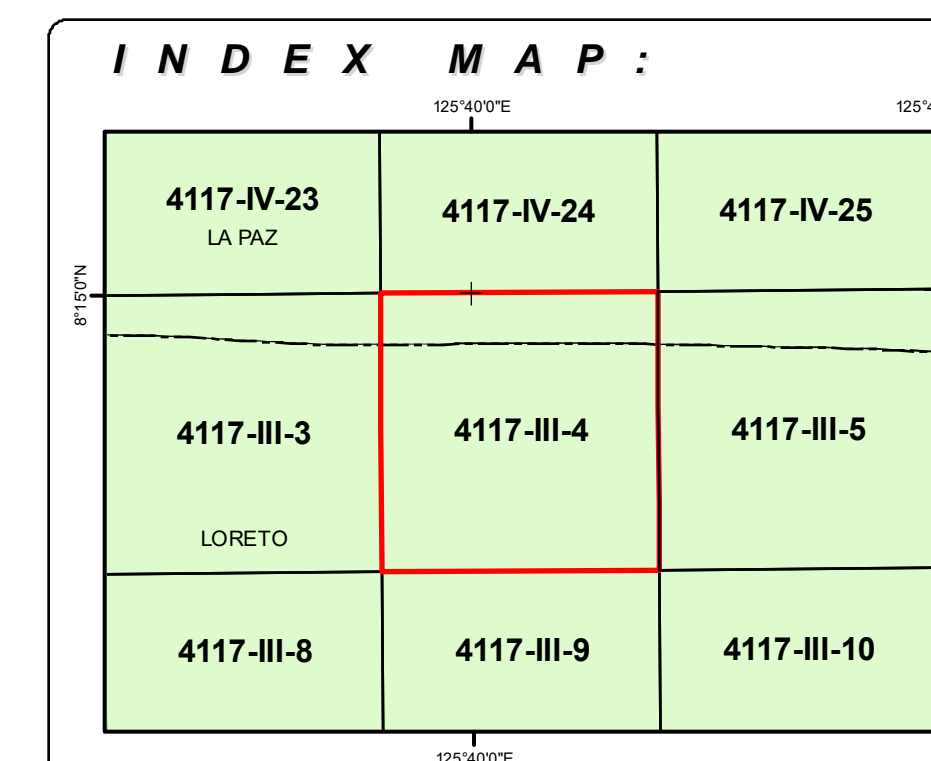 INDEX MAP:
125°40'0"E
125°4
4117-IV-23
4117-IV-24
4117-IV-25
LA PAZ
8°15'0"N
4117-III-3
4117-III-4
4117-III-5
LORETO
4117-III-8
4117-III-9
4117-III-10
125°40'0"E